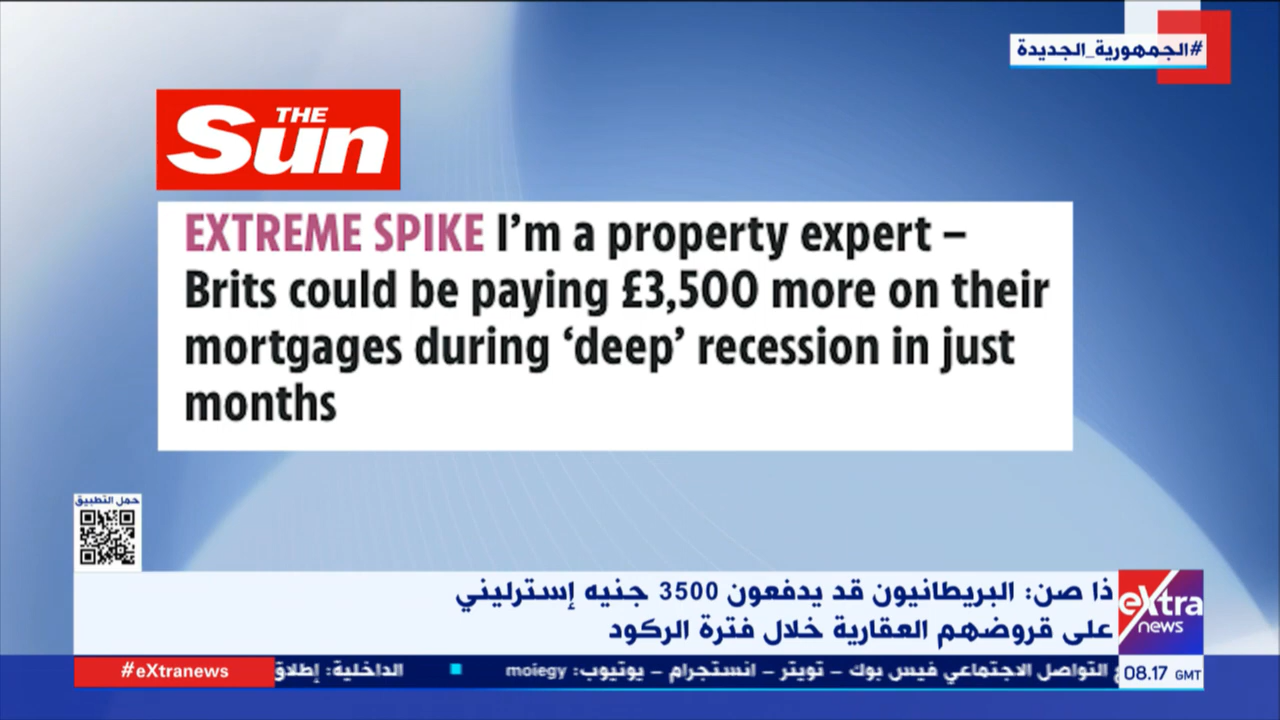 #الجمهورية_الجديدة
THE
Sun
EXTREME SPIKE I’m a property expert –
Brits could be paying £3,500 more on their
mortgages during ‘deep’ recession in just
months
حمل التطبيق
ذا صن: البريطانيون قد يدفعون 3500 جنيه إسترليني
على قروضهم العقارية خلال فترة الركود
eXtra
news
#eXtranews
التواصل الاجتماعي فيس بوك – تويتر – انستجرام – يوتيوب: moiegy ■ الداخلية: إطلاق
08.17 GMT